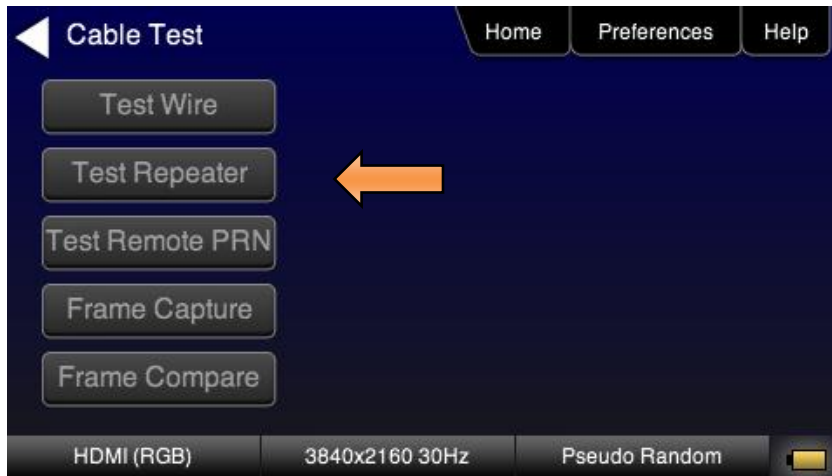 Cable Test
Home
Preferences
Help
Test Wire
Test Repeater
Test Remote PRN
Frame Capture
Frame Compare
HDMI (RGB)
3840x2160 30Hz
Pseudo Random